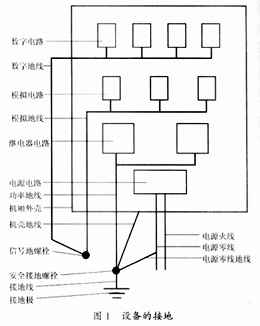 数字电路
数字地线
模拟电路
模拟地线
继电器电路
电源电路
功率地线
机箱外壳
机壳地线
电源火线
电源零线
信号地螺栓
电源零线地线
安全接地螺栓
接地线
接地极
图1 设备的接地